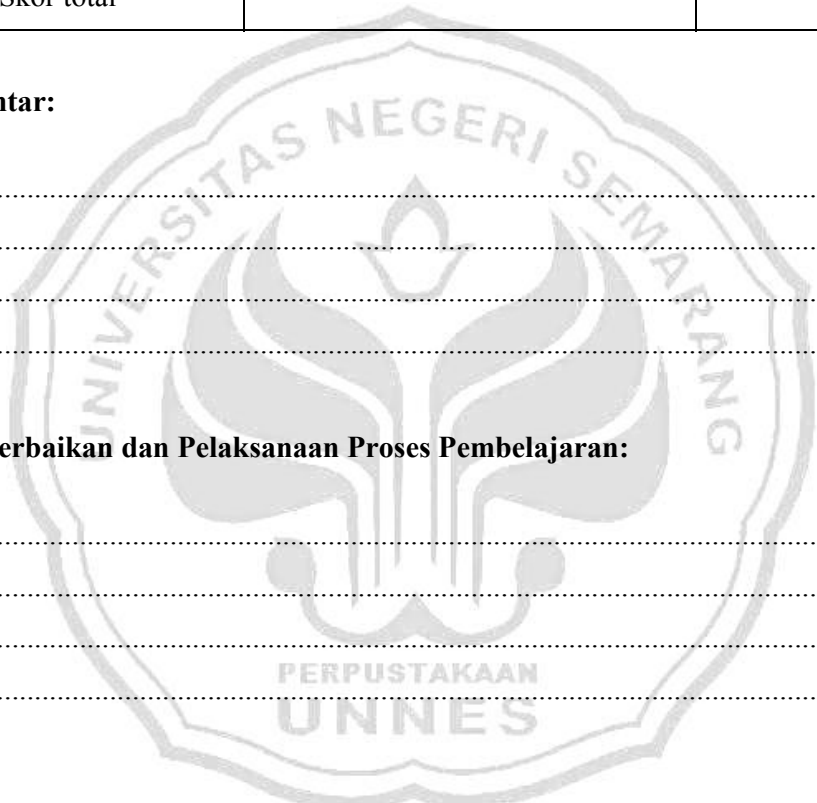 Skor total
ntar:
UNIVERSITAS NEGERI SEMARANG
................................................................
................................................................
................................................................
................................................................
erbaikan dan Pelaksanaan Proses Pembelajaran:
................................................................
................................................................
................................................................
PERPUSTAKAAN
................................................................
UNNES